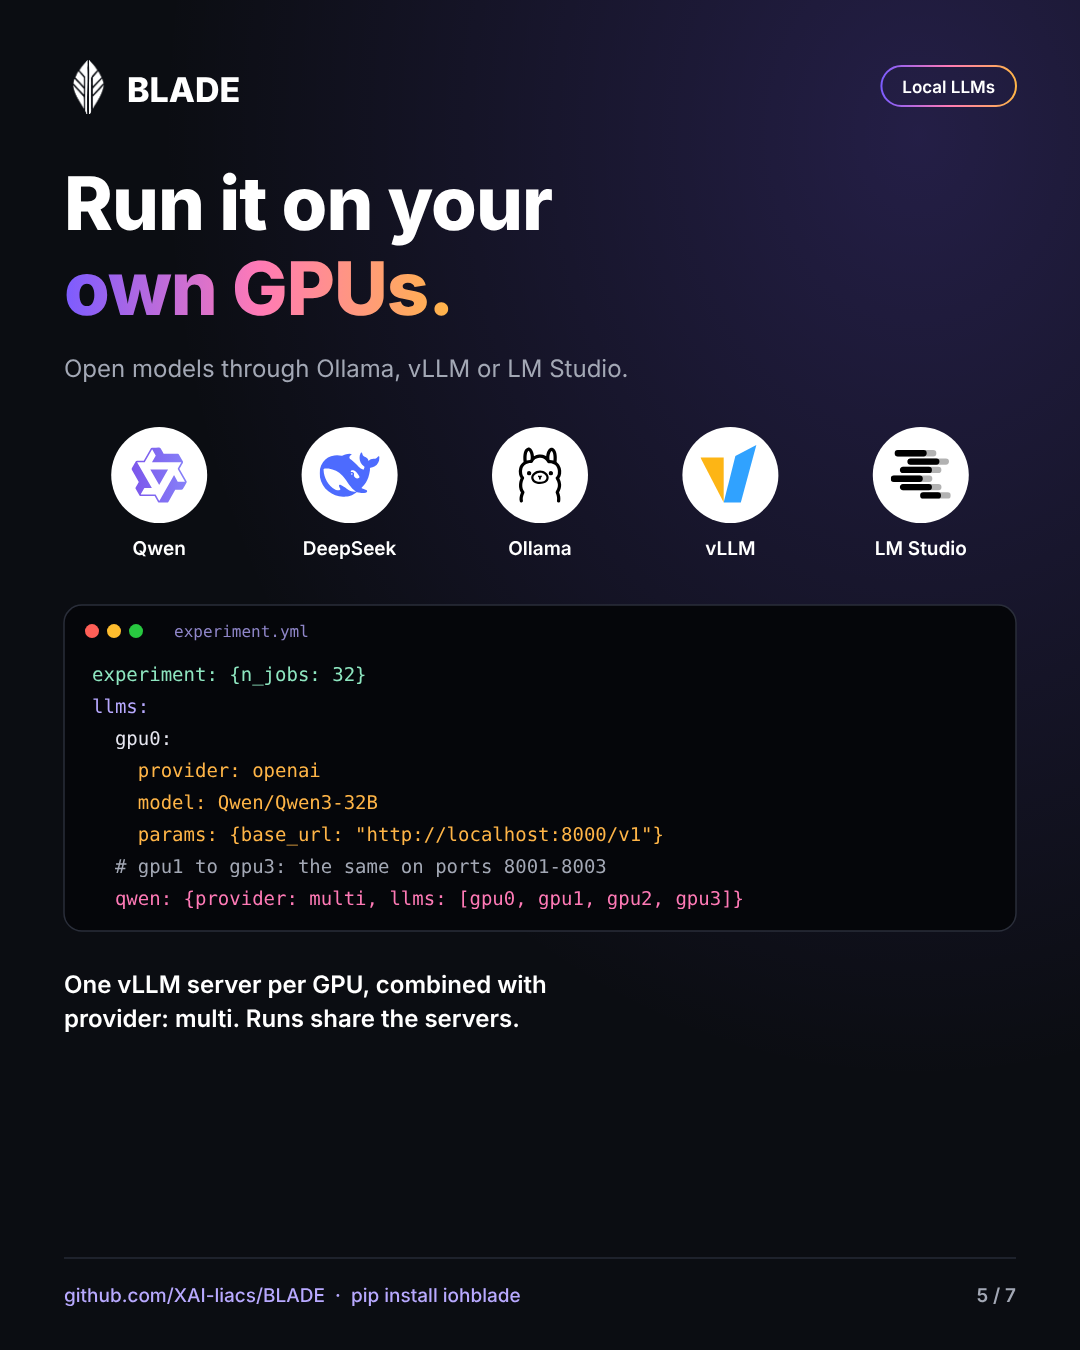 BLADE
Local LLMs
Run it on your
own GPUs.
Open models through Ollama, vLLM or LM Studio.
Qwen
DeepSeek
Ollama
vLLM
LM Studio
experiment.yml
experiment: {n_jobs: 32}
llms:
  gpu0:
    provider: openai
    model: Qwen/Qwen3-32B
    params: {base_url: "http://localhost:8000/v1"}
  # gpu1 to gpu3: the same on ports 8001-8003
  qwen: {provider: multi, llms: [gpu0, gpu1, gpu2, gpu3]}
One vLLM server per GPU, combined with
provider: multi. Runs share the servers.
github.com/XAI-liacs/BLADE · pip install iohblade
5 / 7